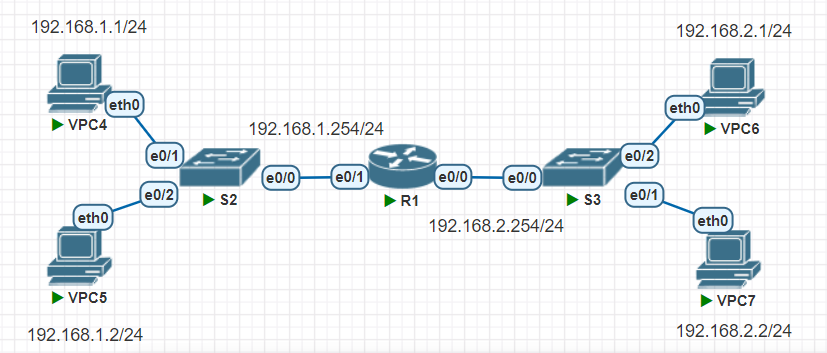 192.168.1.1/24
192.168.2.1/24
eth0
VPC4
eth0
VPC6
192.168.1.254/24
e0/1
e0/2
e0/0
e0/1
e0/0
e0/0
S2
R1
S3
e0/2
e0/1
eth0
eth0
192.168.2.254/24
VPC5
VPC7
192.168.1.2/24
192.168.2.2/24